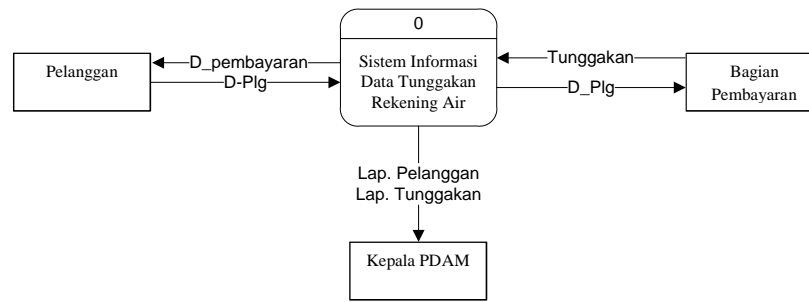 0
Pelanggan
D_pembayaran
D-Plg
Sistem Informasi
Data Tunggakan
Rekening Air
Tunggakan
D_Plg
Bagian
Pembayaran
Lap. Pelanggan
Lap. Tunggakan
Kepala PDAM